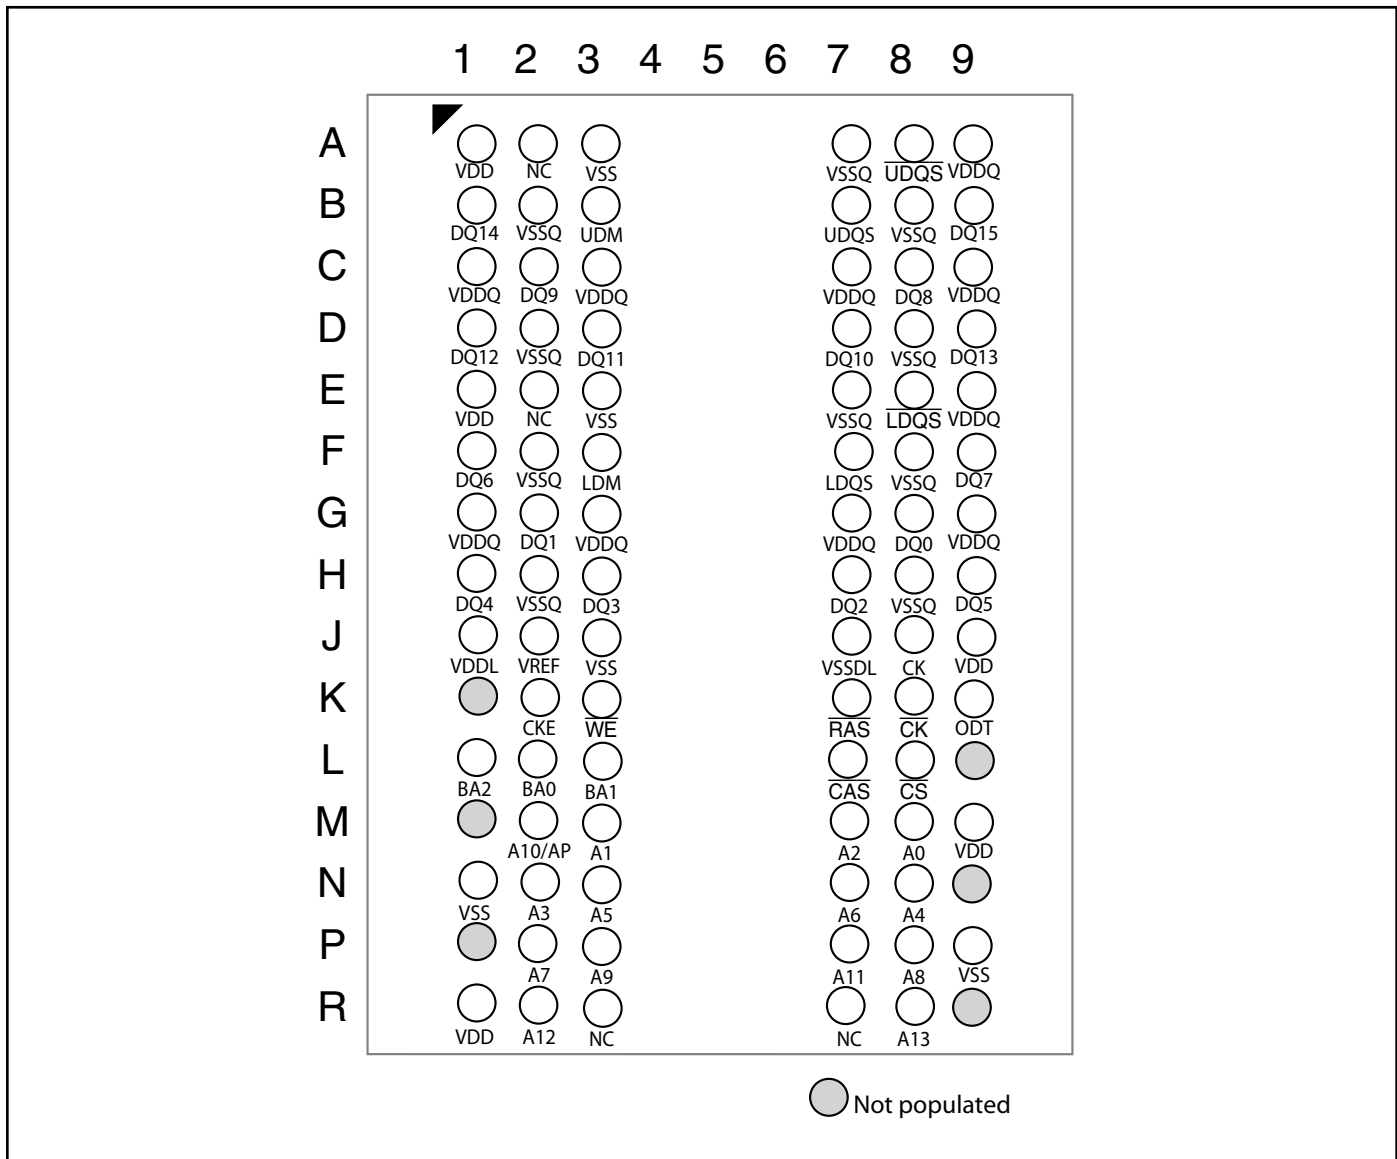 1 2 3 4 5 6 7 8 9
A
VDD NC VSS VSSQ UDQS VDDQ
B
DQ14 VSSQ UDM UDQS VSSQ DQ15
C
VDDQ DQ9 VDDQ VDDQ DQ8 VDDQ
D
DQ12 VSSQ DQ11 DQ10 VSSQ DQ13
E
VDD NC VSS VSSQ LDQS VDDQ
F
DQ6 VSSQ LDM LDQS VSSQ DQ7
G
VDDQ DQ1 VDDQ VDDQ DQ0 VDDQ
H
DQ4 VSSQ DQ3 DQ2 VSSQ DQ5
J
VDDL VREF VSS VSSDL CK VDD
K
CKE WE RAS CK ODT
L
BA2 BA0 BA1 CAS CS
M
A10/AP A1 A2 A0 VDD
N
VSS A3 A5 A6 A4
P
A7 A9 A11 A8 VSS
R
VDD A12 NC NC A13
Not populated